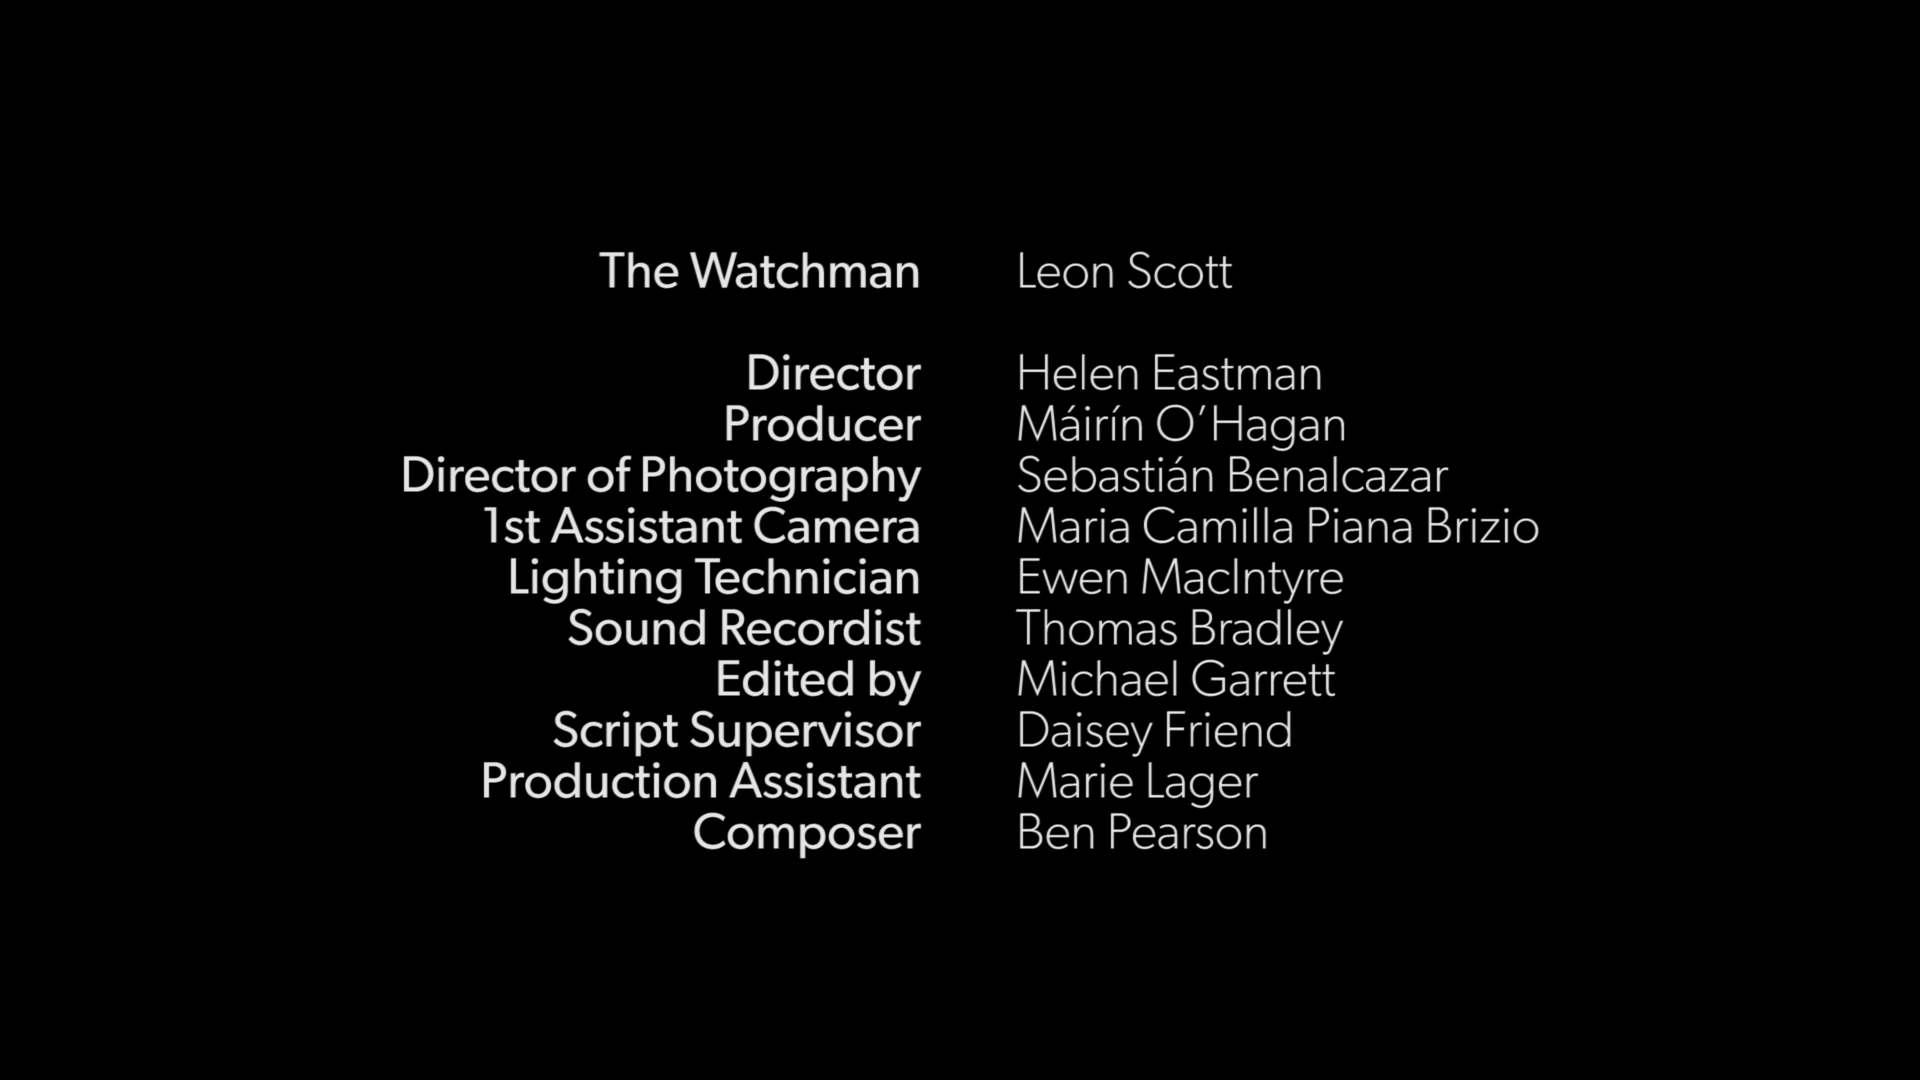 The Watchman Leon Scott
Director Helen Eastman
Producer Máirín O’Hagan
Director of Photography Sebastián Benalcazar
1st Assistant Camera Maria Camilla Piana Brizio
Lighting Technician Ewen MacIntyre
Sound Recordist Thomas Bradley
Edited by Michael Garrett
Script Supervisor Daisey Friend
Production Assistant Marie Lager
Composer Ben Pearson